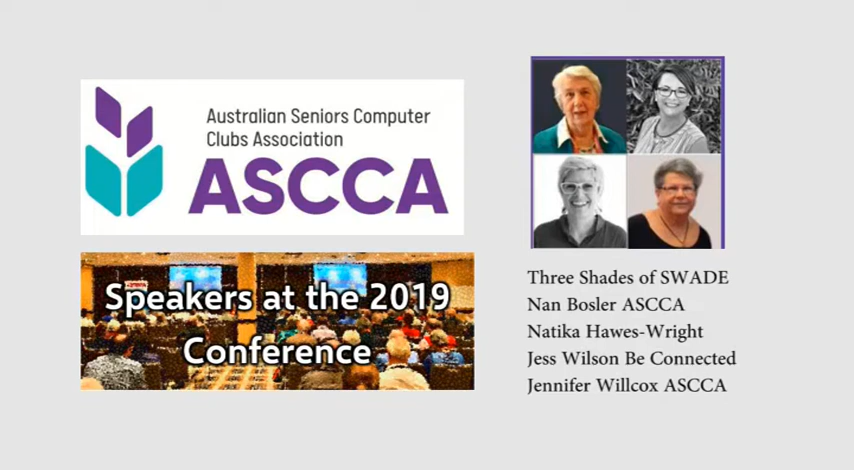 Australian Seniors Computer
Clubs Association
ASCCA
Speakers at the 2019
Conference
Three Shades of SWADE
Nan Bosler ASCCA
Natika Hawes-Wright
Jess Wilson Be Connected
Jennifer Willcox ASCCA